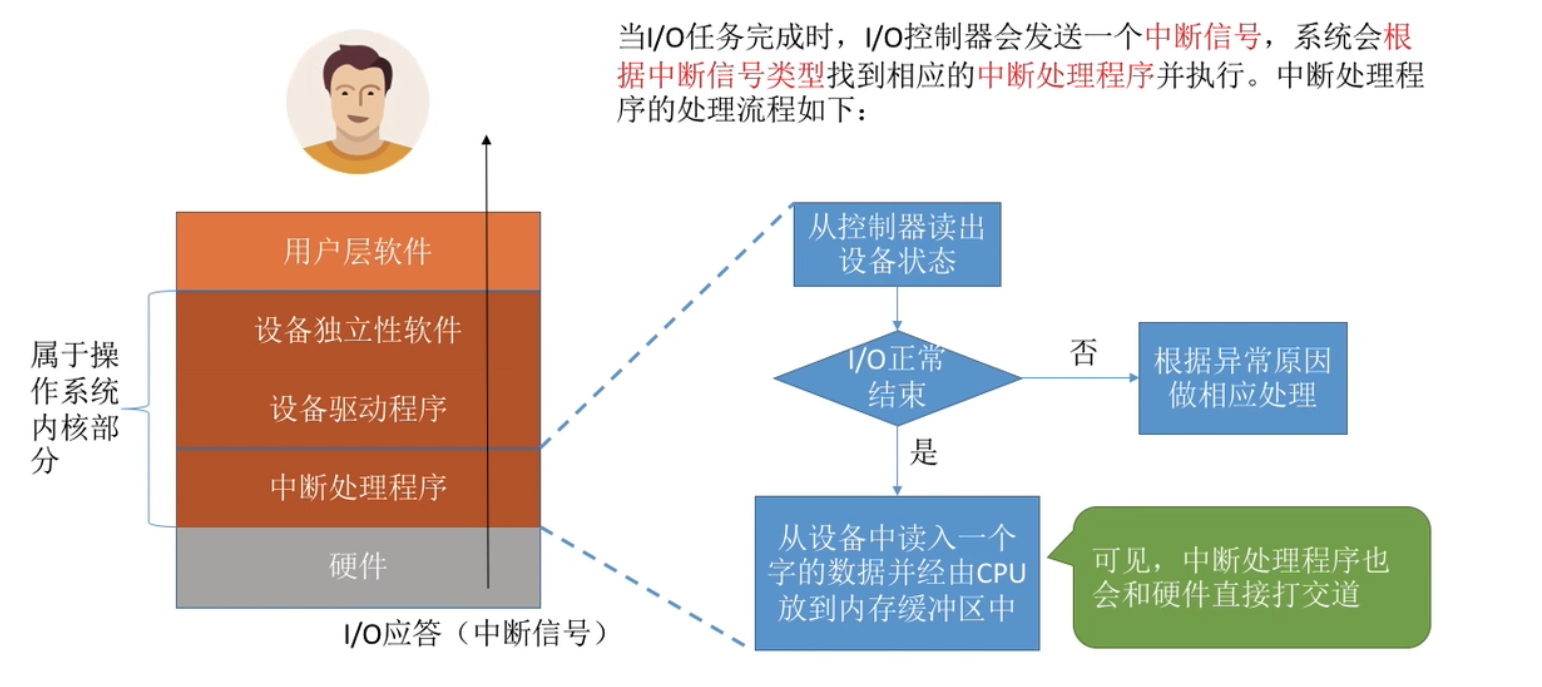 当I/O任务完成时，I/O控制器会发送一个中断信号，系统会根
据中断信号类型找到相应的中断处理程序并执行。中断处理程
序的处理流程如下：
用户层软件
设备独立性软件
设备驱动程序
中断处理程序
硬件
属于操
作系统
内核部
分
I/O应答（中断信号）
从控制器读出
设备状态
I/O正常
结束
否
根据异常原因
做相应处理
是
从设备中读入一个
字的数据并经由CPU
放到内存缓冲区中
可见，中断处理程序也
会和硬件直接打交道